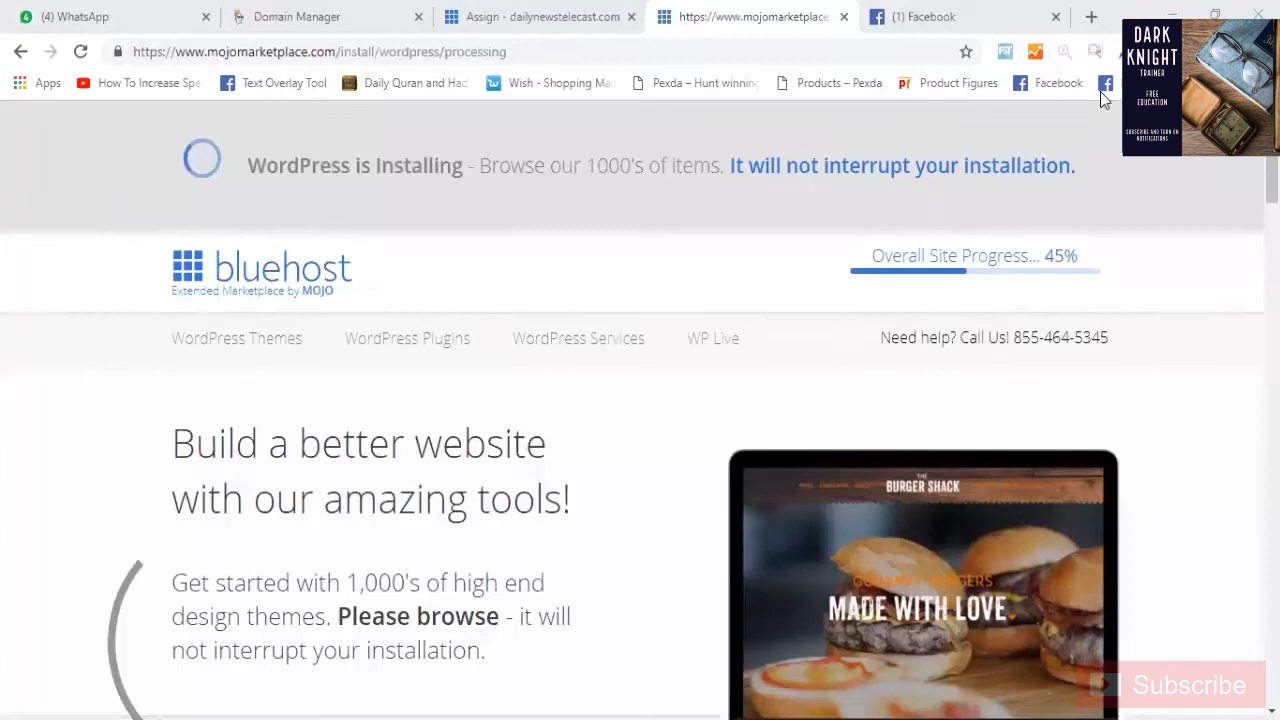 (4) WhatsApp
Domain Manager
Assign - dailynewstelecast.com
https://www.mojomarketplace
(1) Facebook
https://www.mojomarketplace.com/install/wordpress/processing
Apps
How To Increase Spe
Text Overlay Tool
Daily Quran and Had
Wish - Shopping Ma
Pexda – Hunt winning
Products – Pexda
Product Figures
Facebook
DARK
KNIGHT
TRAINER
FREE
EDUCATION
SUBSCRIBE AND TURN ON
NOTIFICATIONS
WordPress is Installing - Browse our 1000's of items. It will not interrupt your installation.
bluehost
Extended Marketplace by MOJO
Overall Site Progress... 45%
WordPress Themes
WordPress Plugins
WordPress Services
WP Live
Need help? Call Us! 855-464-5345
Build a better website
with our amazing tools!
Get started with 1,000's of high end
design themes. Please browse - it will
not interrupt your installation.
THE
BURGER SHACK
MADE WITH LOVE
Subscribe